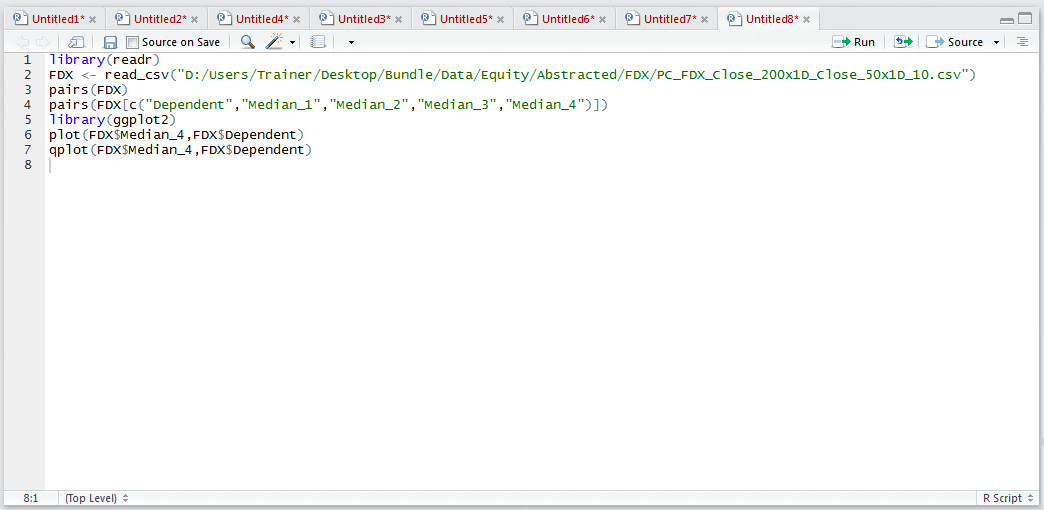 Untitled1* Untitled2* Untitled4* Untitled3* Untitled5* Untitled6* Untitled7* Untitled8*
Source on Save Run Source
1 library(readr)
2 FDX <- read_csv("D:/Users/Trainer/Desktop/Bundle/Data/Equity/Abstracted/FDX/PC_FDX_Close_200x1D_Close_50x1D_10.csv")
3 pairs(FDX)
4 pairs(FDX[c("Dependent","Median_1","Median_2","Median_3","Median_4")])
5 library(ggplot2)
6 plot(FDX$Median_4,FDX$Dependent)
7 qplot(FDX$Median_4,FDX$Dependent)
8
8:1 (Top Level) R Script